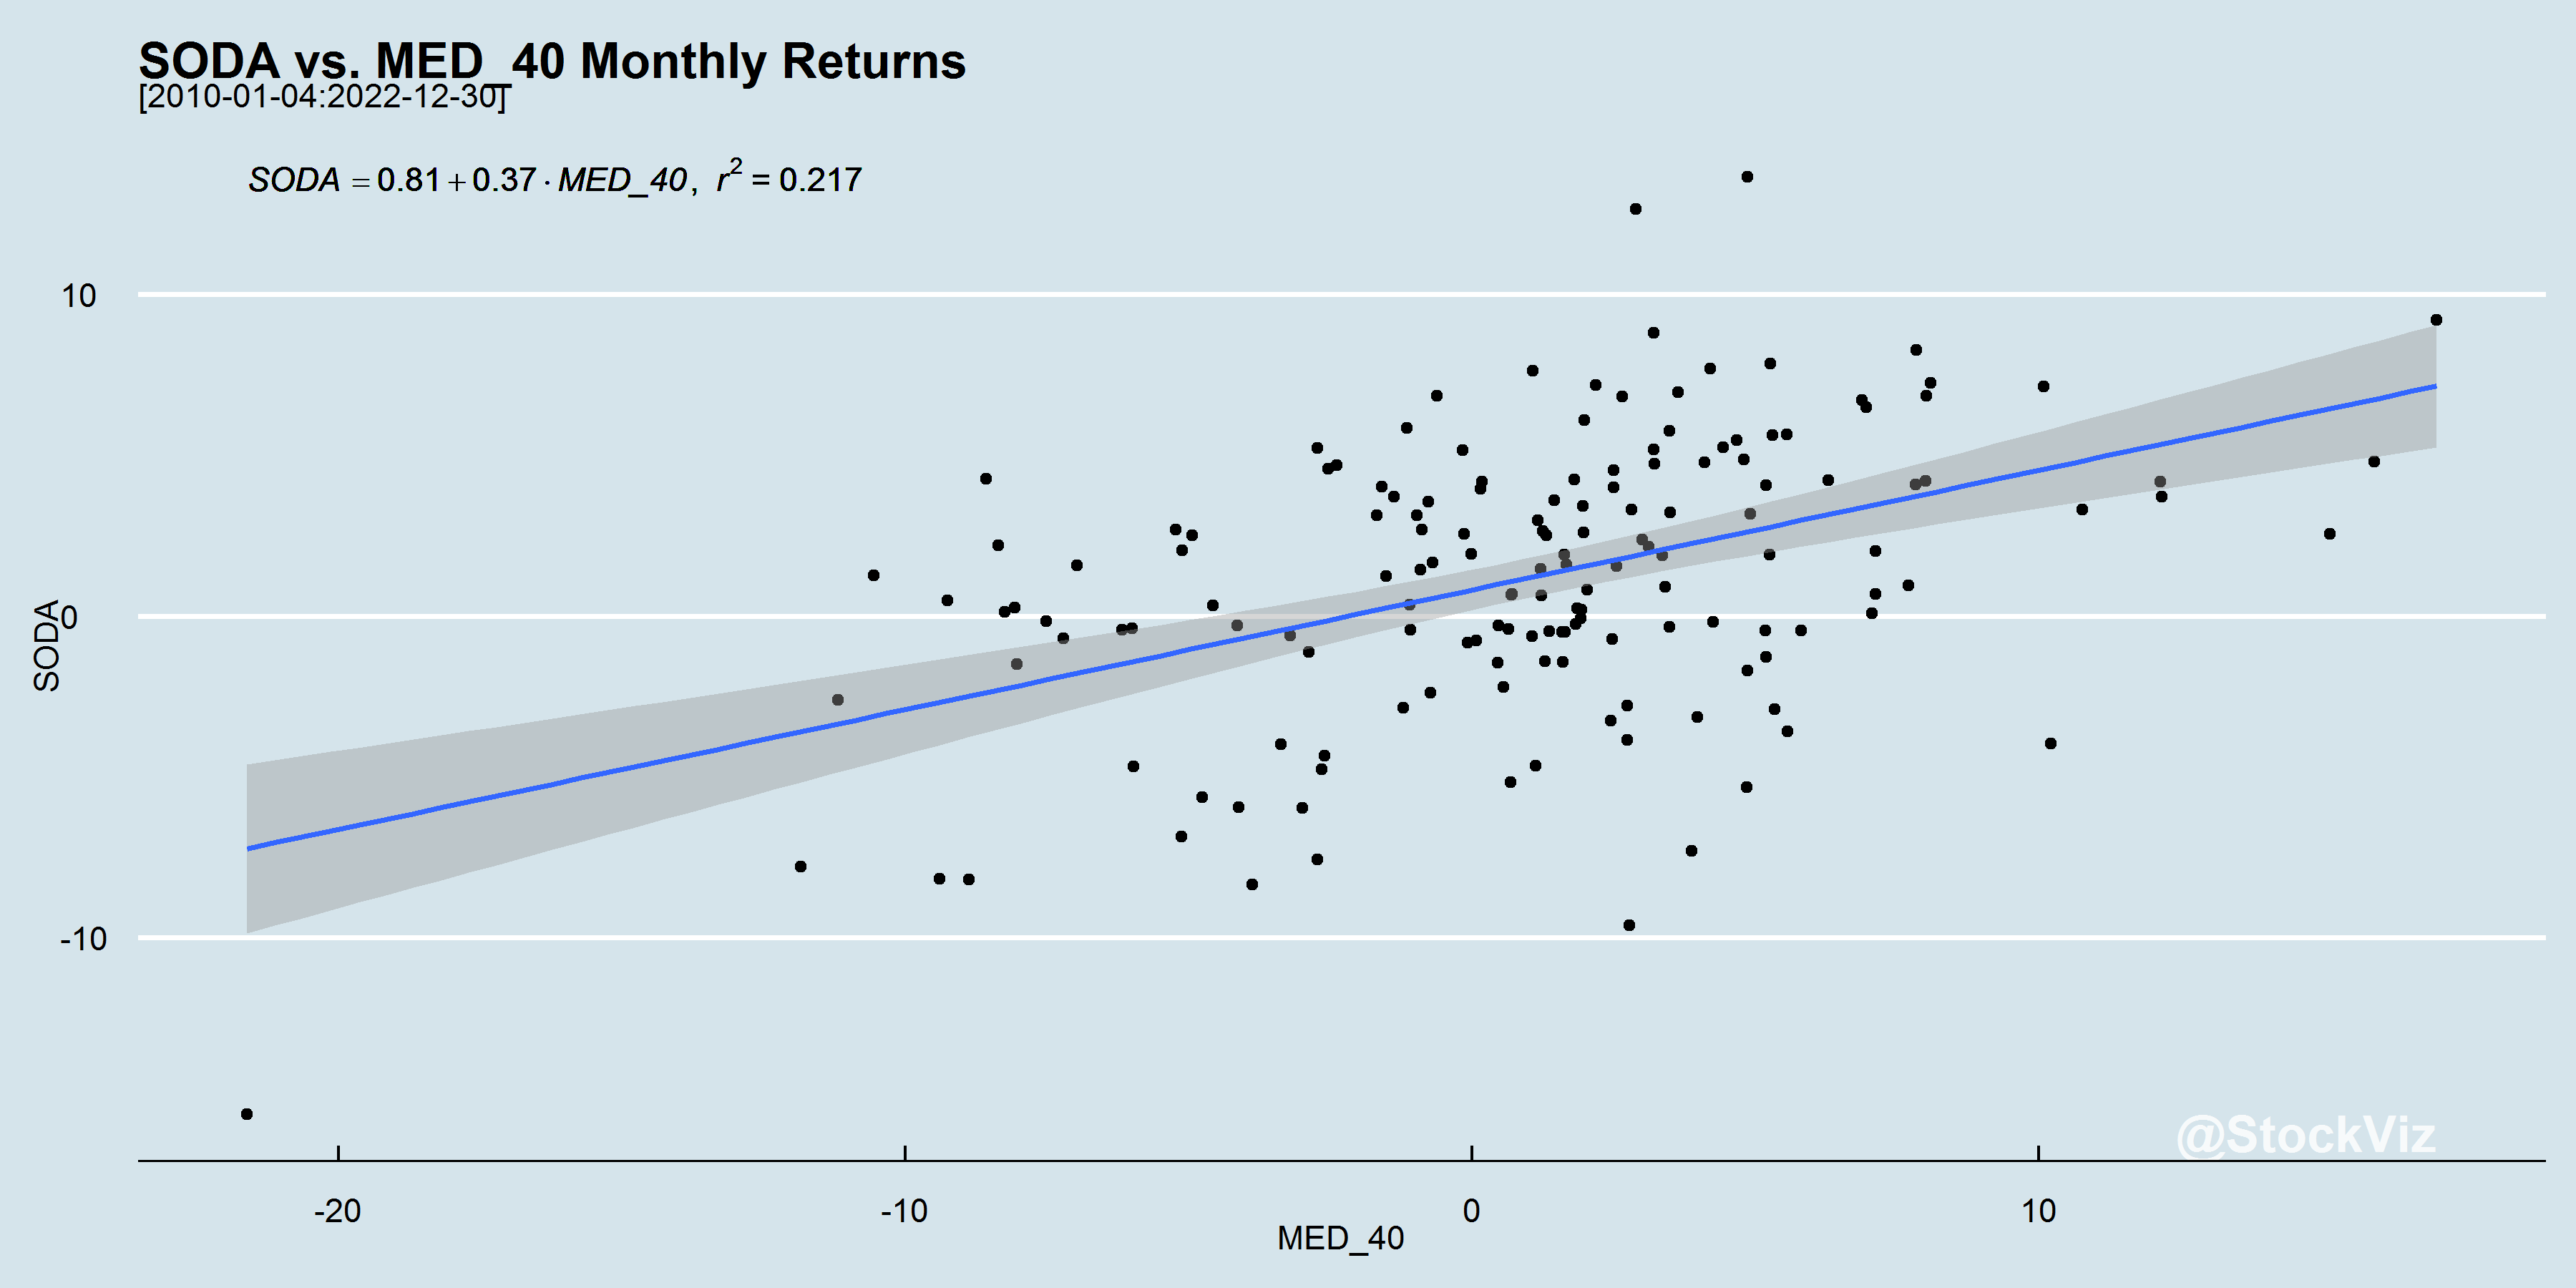 SODA vs. MED_40 Monthly Returns
[2010-01-04:2022-12-30]
SODA = 0.81 + 0.37 · MED_40, r² = 0.217
10
0
-10
SODA
-20 -10 0 10
MED_40
@StockViz